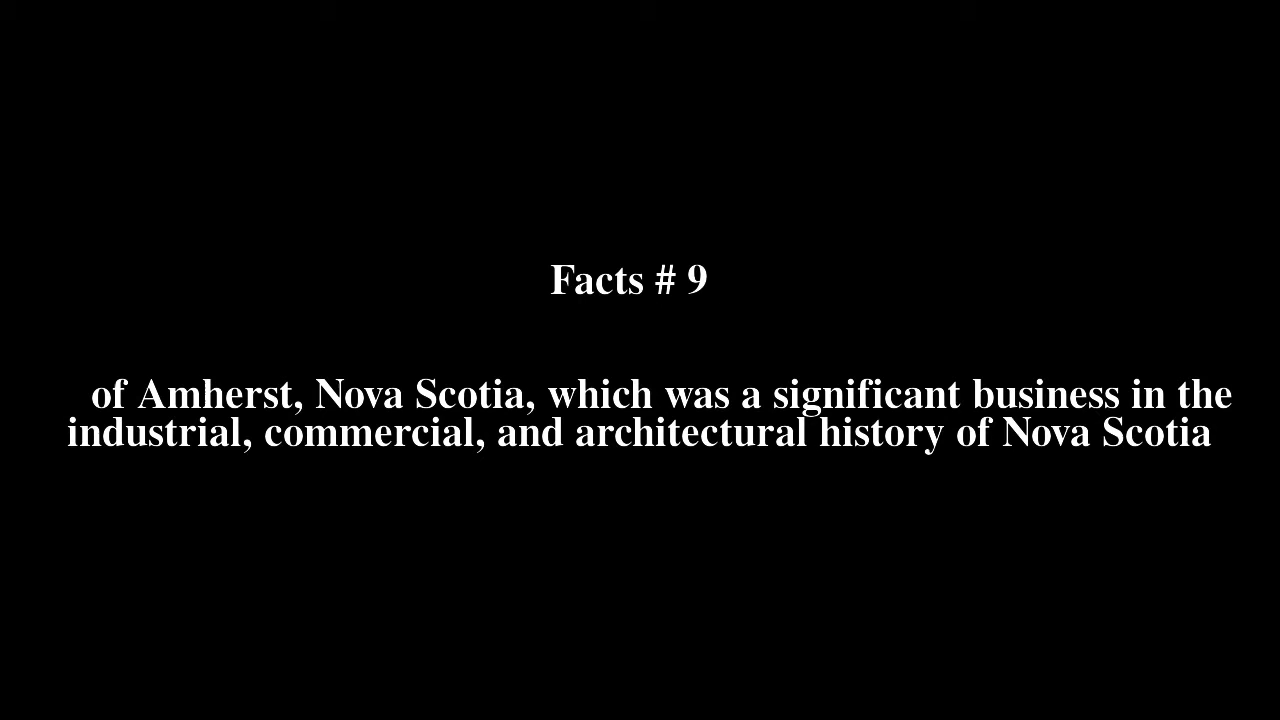 Facts # 9
of Amherst, Nova Scotia, which was a significant business in the
industrial, commercial, and architectural history of Nova Scotia